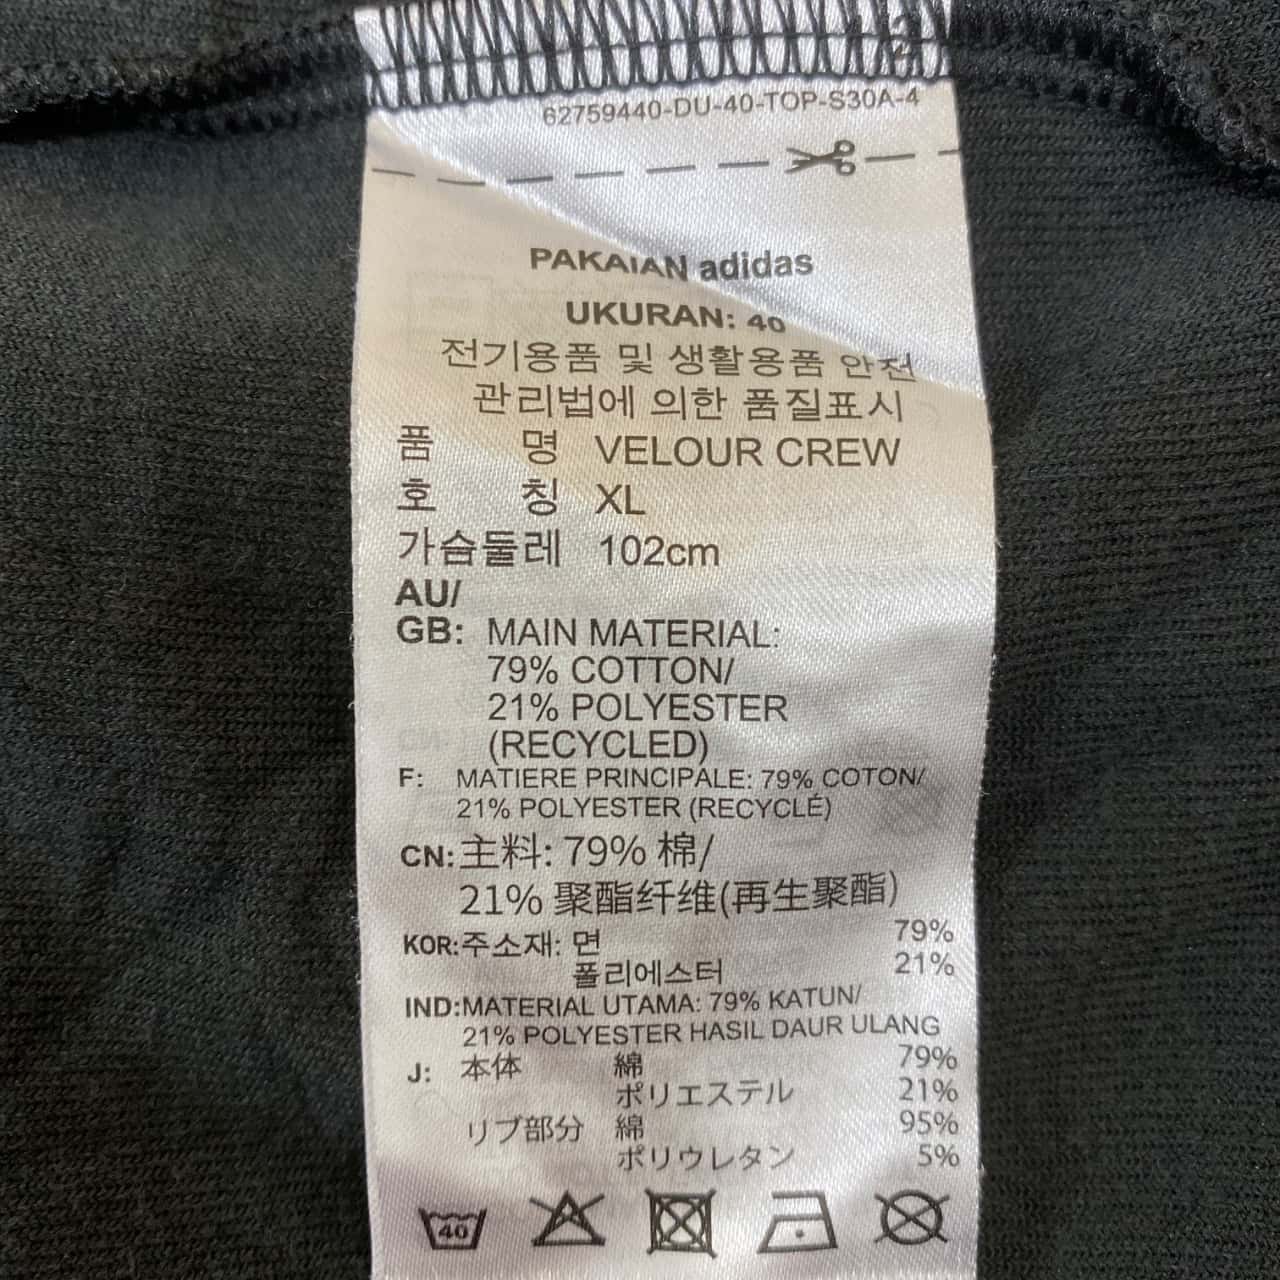 62759440-DU-40-TOP-S30A-4
PAKAIAN adidas
UKURAN: 40
전기용품 및 생활용품 안전
관리법에 의한 품질표시
품 명 VELOUR CREW
호 칭 XL
가슴둘레 102cm
AU/
GB: MAIN MATERIAL:
79% COTTON/
21% POLYESTER
(RECYCLED)
F: MATIERE PRINCIPALE: 79% COTON/
21% POLYESTER (RECYCLÉ)
CN: 主料: 79% 棉/
21% 聚酯纤维(再生聚酯)
KOR: 주소재: 면 79%
폴리에스터 21%
IND: MATERIAL UTAMA: 79% KATUN/
21% POLYESTER HASIL DAUR ULANG
J: 本体 綿 79%
ポリエステル 21%
リブ部分 綿 95%
ポリウレタン 5%
40